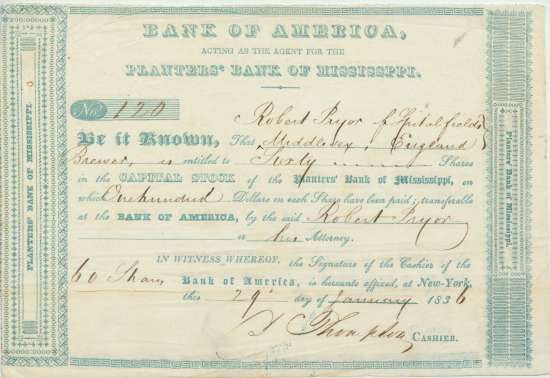 BANK OF AMERICA,
ACTING AS THE AGENT FOR THE
PLANTERS' BANK OF MISSISSIPPI.
No. 120
Robert Pryor of Spitalfields
Be it Known, That Middlesex, England
Brewer, is entitled to Sixty Shares
in the CAPITAL STOCK of the Planters' Bank of Mississippi, on
which One hundred Dollars on each Share have been paid; transferable
at the BANK OF AMERICA, by the said Robert Pryor
or his Attorney.
IN WITNESS WHEREOF, the Signature of the Cashier of the
60 Shares Bank of America, is hereunto affixed, at New-York,
this 29 day of January 1836
D Thompson CASHIER.
PLANTERS' BANK OF MISSISSIPPI.
Planters' Bank of Mississippi.